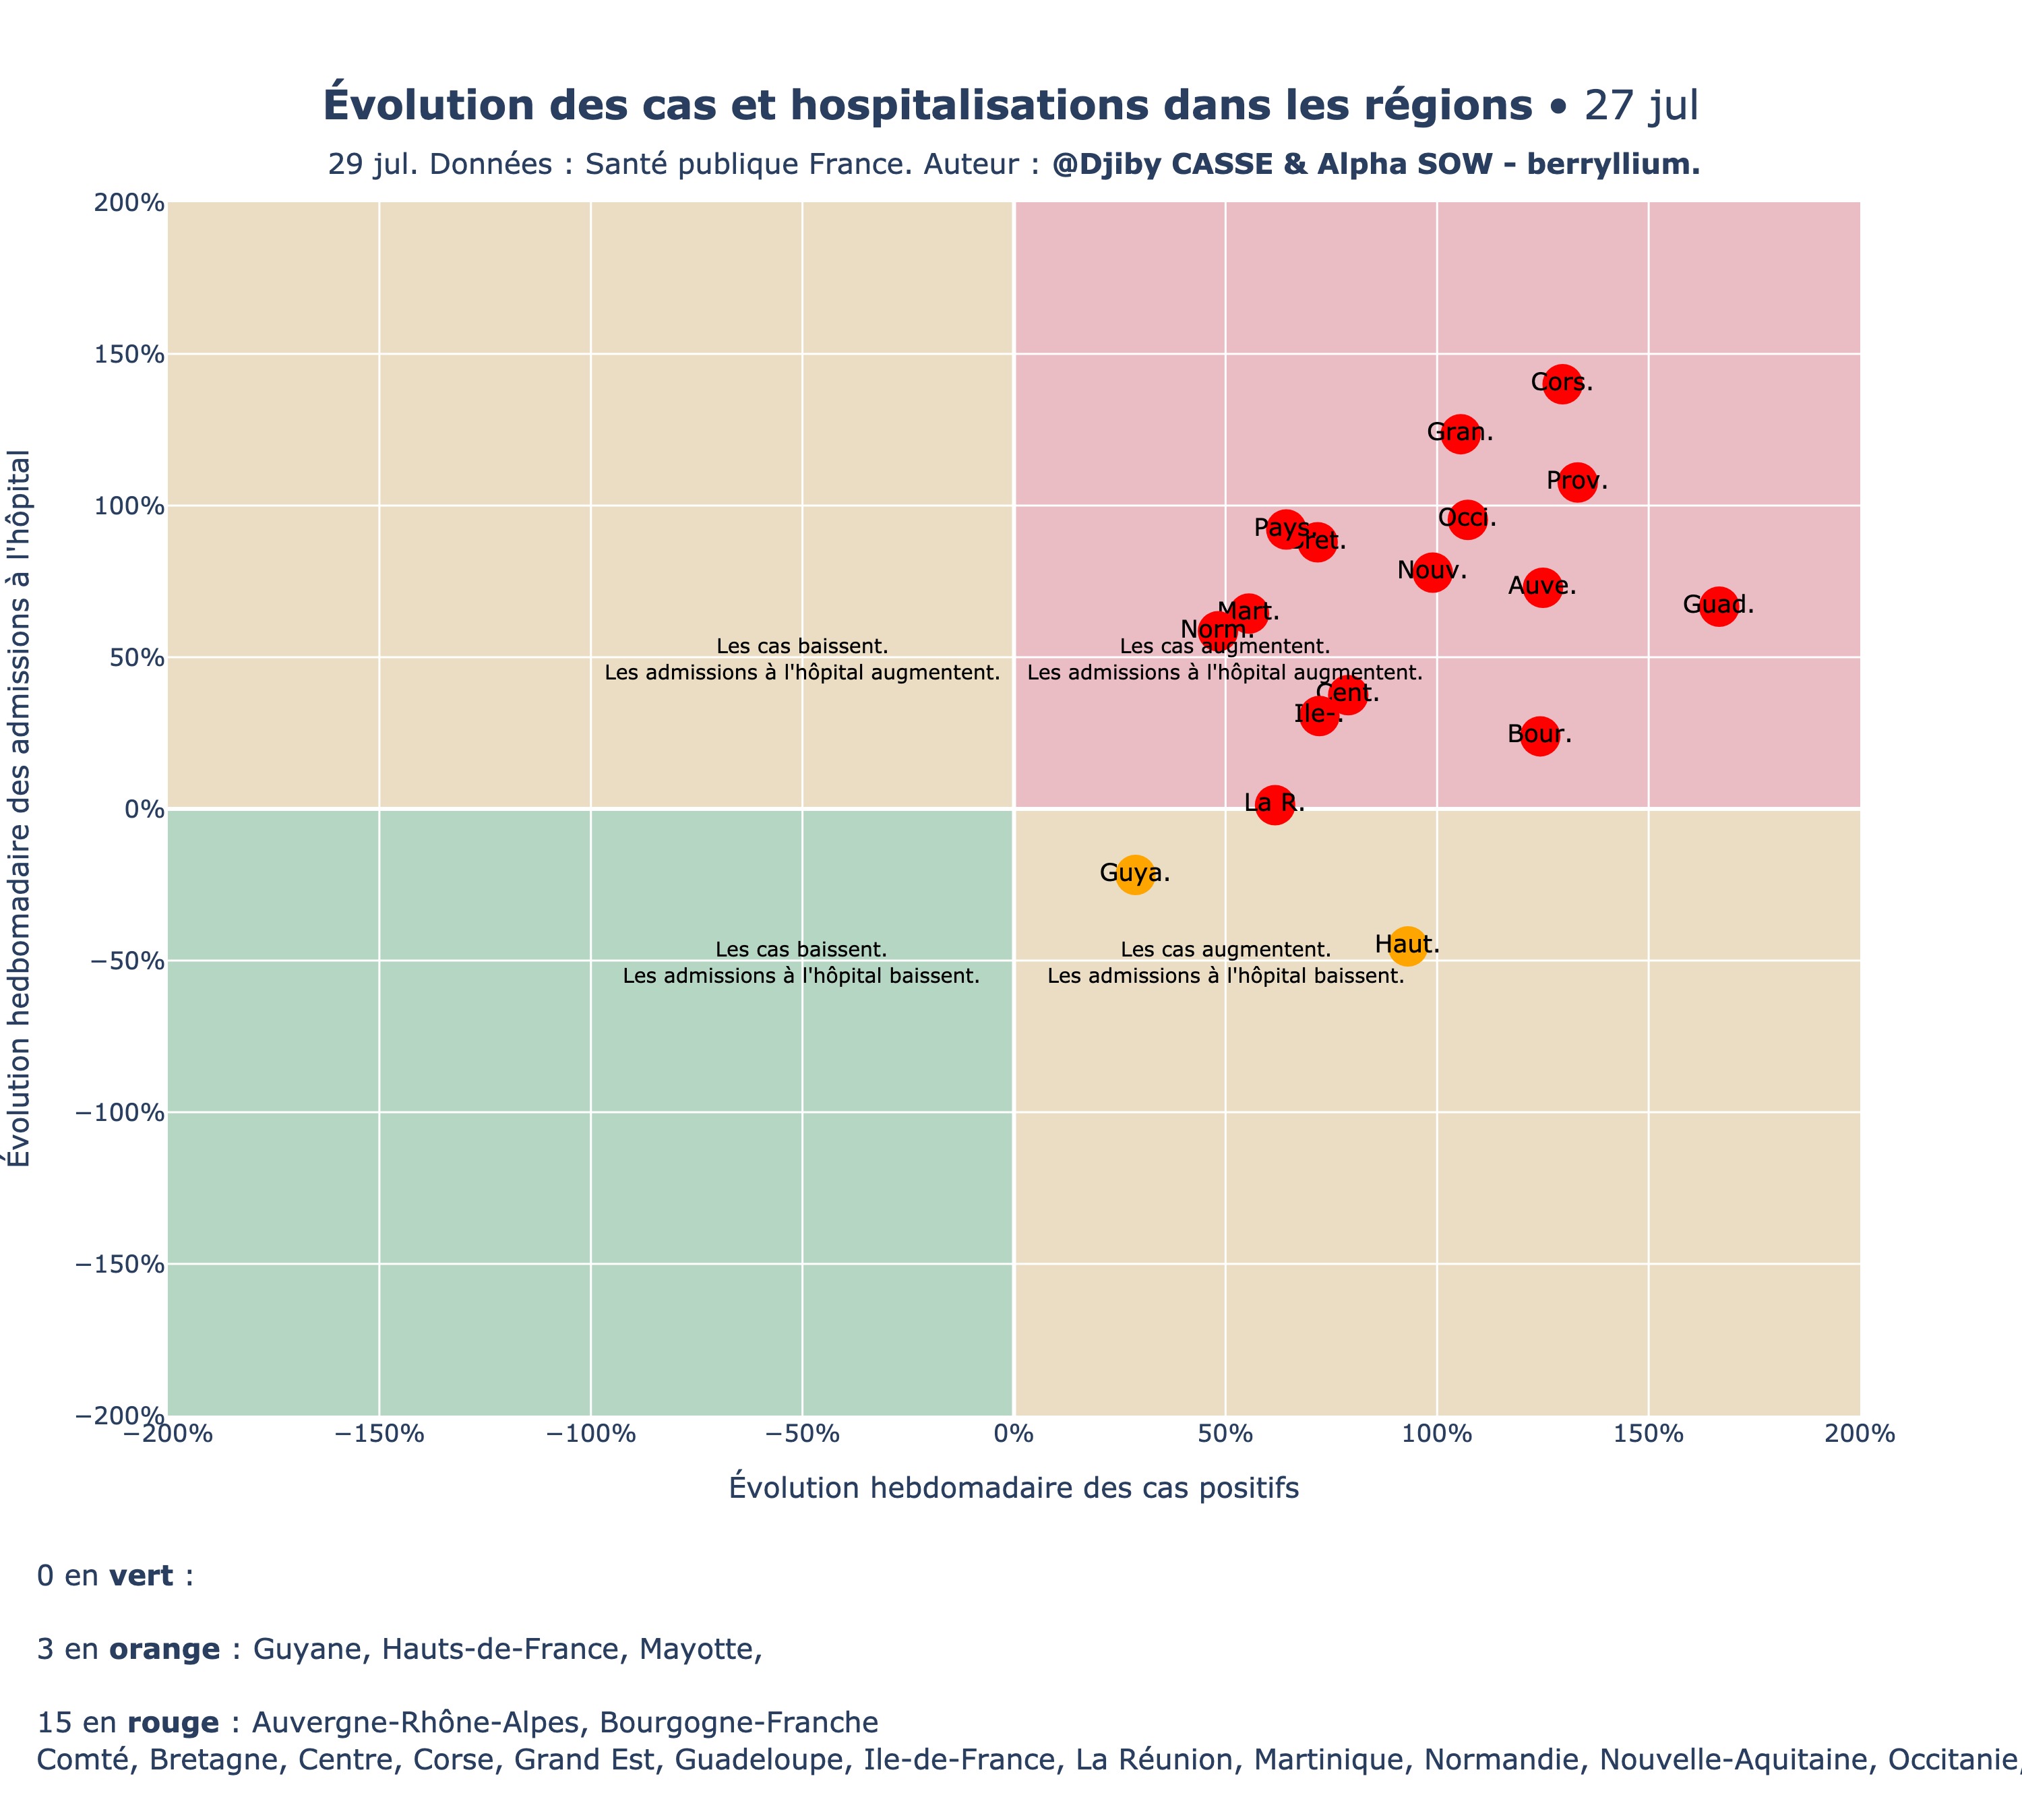 Évolution des cas et hospitalisations dans les régions • 27 jul
29 jul. Données : Santé publique France. Auteur : @Djiby CASSE & Alpha SOW - berryllium.
Évolution hedbomadaire des admissions à l'hôpital
200%
150%
100%
50%
0%
−50%
−100%
−150%
−200%
Cors.
Gran.
Prov.
Occi.
Pays.
Bret.
Nouv.
Auve.
Guad.
Mart.
Norm.
Les cas baissent.
Les admissions à l'hôpital augmentent.
Les cas augmentent.
Les admissions à l'hôpital augmentent.
Cent.
Ile-.
Bour.
La R.
Guya.
Haut.
Les cas baissent.
Les admissions à l'hôpital baissent.
Les cas augmentent.
Les admissions à l'hôpital baissent.
−200%
−150%
−100%
−50%
0%
50%
100%
150%
200%
Évolution hebdomadaire des cas positifs
0 en vert :
3 en orange : Guyane, Hauts-de-France, Mayotte,
15 en rouge : Auvergne-Rhône-Alpes, Bourgogne-Franche
Comté, Bretagne, Centre, Corse, Grand Est, Guadeloupe, Ile-de-France, La Réunion, Martinique, Normandie, Nouvelle-Aquitaine, Occitanie,